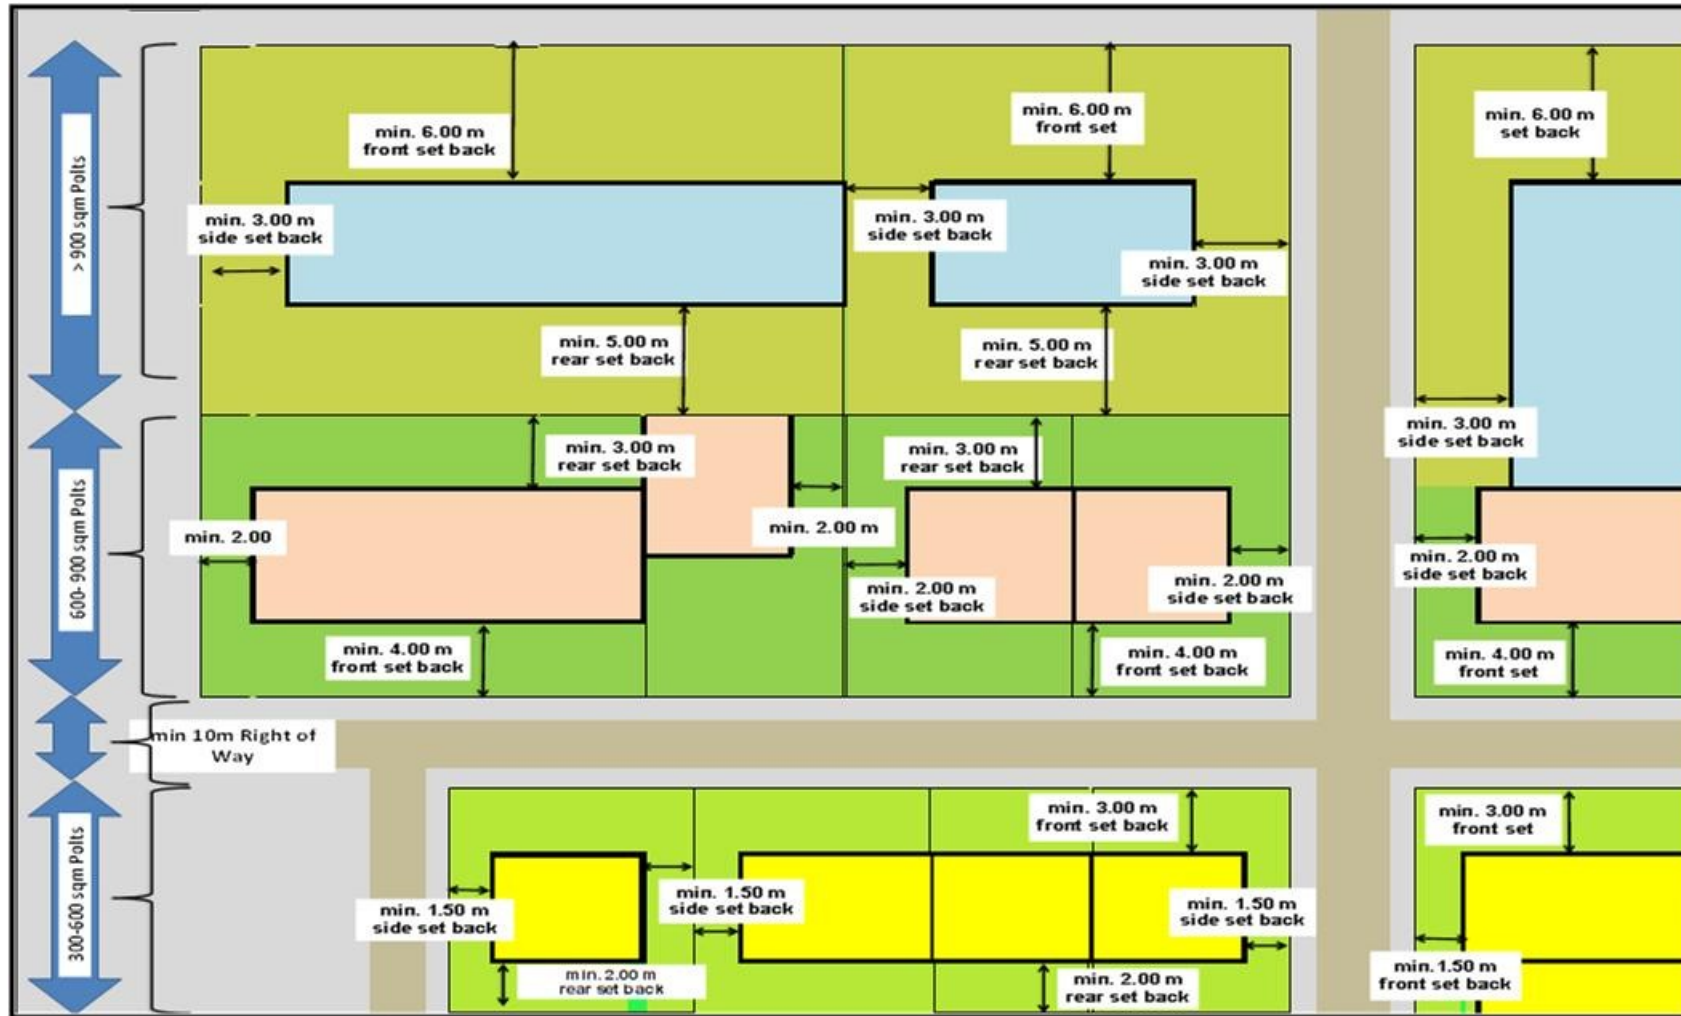 > 900 sqm Polts
min. 6.00 m
front set back
min. 6.00 m
front set
min. 6.00 m
set back
min. 3.00 m
side set back
min. 3.00 m
side set back
min. 3.00 m
side set back
min. 5.00 m
rear set back
min. 5.00 m
rear set back
min. 3.00 m
side set back
600- 900 sqm Polts
min. 3.00 m
rear set back
min. 3.00 m
rear set back
min. 2.00
min. 2.00 m
min. 2.00 m
side set back
min. 2.00 m
side set back
min. 2.00 m
side set back
min. 4.00 m
front set back
min. 4.00 m
front set back
min. 4.00 m
front set
min 10m Right of
Way
300-600 sqm Polts
min. 3.00 m
front set back
min. 3.00 m
front set
min. 1.50 m
side set back
min. 1.50 m
side set back
min. 1.50 m
side set back
min. 2.00 m
rear set back
min. 2.00 m
rear set back
min. 1.50 m
front set back